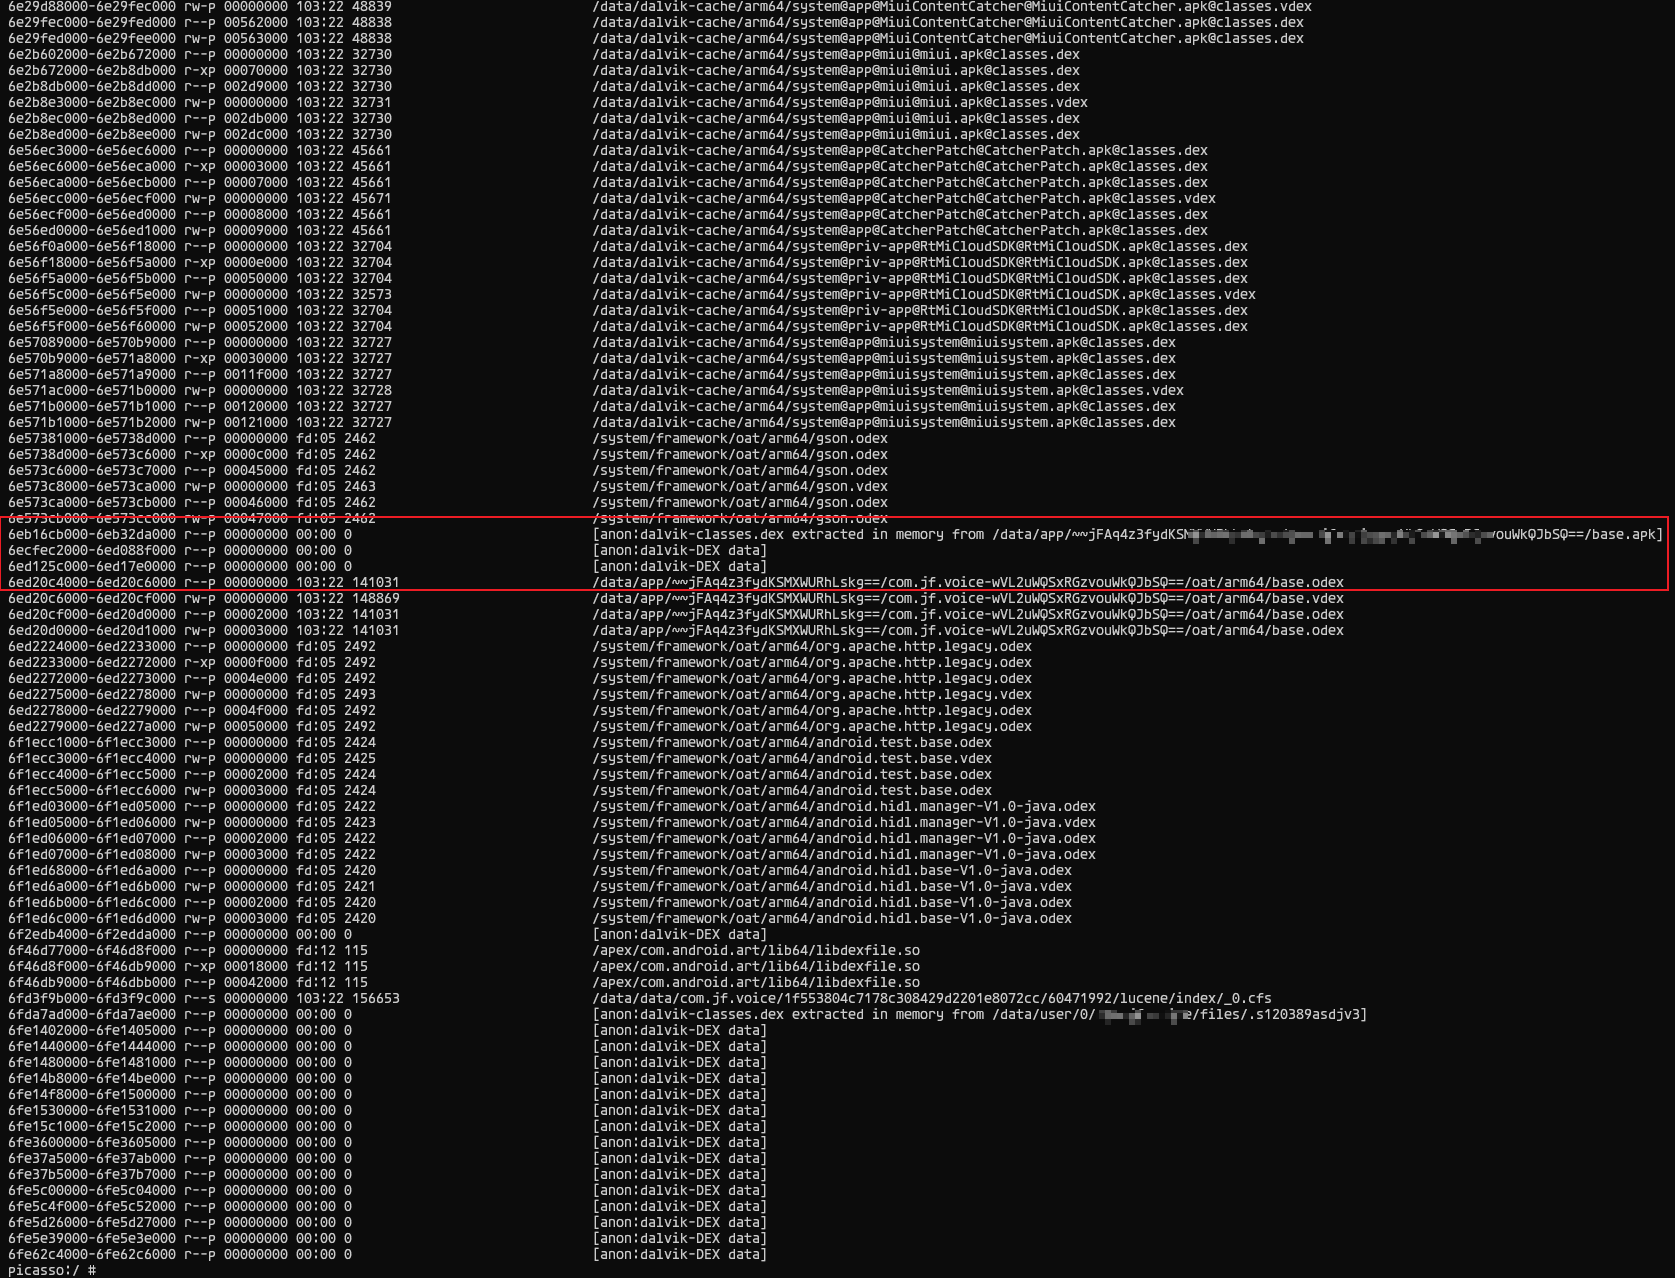 6e29d88000-6e29fec000 rw-p 00000000 103:22 48839 /data/dalvik-cache/arm64/system@app@MiuiContentCatcher@MiuiContentCatcher.apk@classes.vdex
6e29fec000-6e29fed000 r--p 00562000 103:22 48838 /data/dalvik-cache/arm64/system@app@MiuiContentCatcher@MiuiContentCatcher.apk@classes.dex
6e29fed000-6e29fee000 rw-p 00563000 103:22 48838 /data/dalvik-cache/arm64/system@app@MiuiContentCatcher@MiuiContentCatcher.apk@classes.dex
6e2b602000-6e2b672000 r--p 00000000 103:22 32730 /data/dalvik-cache/arm64/system@app@miui@miui.apk@classes.dex
6e2b672000-6e2b8db000 r-xp 00070000 103:22 32730 /data/dalvik-cache/arm64/system@app@miui@miui.apk@classes.dex
6e2b8db000-6e2b8dd000 r--p 002d9000 103:22 32730 /data/dalvik-cache/arm64/system@app@miui@miui.apk@classes.dex
6e2b8e3000-6e2b8ec000 rw-p 00000000 103:22 32731 /data/dalvik-cache/arm64/system@app@miui@miui.apk@classes.vdex
6e2b8ec000-6e2b8ed000 r--p 002db000 103:22 32730 /data/dalvik-cache/arm64/system@app@miui@miui.apk@classes.dex
6e2b8ed000-6e2b8ee000 rw-p 002dc000 103:22 32730 /data/dalvik-cache/arm64/system@app@miui@miui.apk@classes.dex
6e56ec3000-6e56ec6000 r--p 00000000 103:22 45661 /data/dalvik-cache/arm64/system@app@CatcherPatch@CatcherPatch.apk@classes.dex
6e56ec6000-6e56eca000 r-xp 00003000 103:22 45661 /data/dalvik-cache/arm64/system@app@CatcherPatch@CatcherPatch.apk@classes.dex
6e56eca000-6e56ecb000 r--p 00007000 103:22 45661 /data/dalvik-cache/arm64/system@app@CatcherPatch@CatcherPatch.apk@classes.dex
6e56ecc000-6e56ecf000 rw-p 00000000 103:22 45671 /data/dalvik-cache/arm64/system@app@CatcherPatch@CatcherPatch.apk@classes.vdex
6e56ecf000-6e56ed0000 r--p 00008000 103:22 45661 /data/dalvik-cache/arm64/system@app@CatcherPatch@CatcherPatch.apk@classes.dex
6e56ed0000-6e56ed1000 rw-p 00009000 103:22 45661 /data/dalvik-cache/arm64/system@app@CatcherPatch@CatcherPatch.apk@classes.dex
6e56f0a000-6e56f18000 r--p 00000000 103:22 32704 /data/dalvik-cache/arm64/system@priv-app@RtMiCloudSDK@RtMiCloudSDK.apk@classes.dex
6e56f18000-6e56f5a000 r-xp 0000e000 103:22 32704 /data/dalvik-cache/arm64/system@priv-app@RtMiCloudSDK@RtMiCloudSDK.apk@classes.dex
6e56f5a000-6e56f5b000 r--p 00050000 103:22 32704 /data/dalvik-cache/arm64/system@priv-app@RtMiCloudSDK@RtMiCloudSDK.apk@classes.dex
6e56f5c000-6e56f5e000 rw-p 00000000 103:22 32573 /data/dalvik-cache/arm64/system@priv-app@RtMiCloudSDK@RtMiCloudSDK.apk@classes.vdex
6e56f5e000-6e56f5f000 r--p 00051000 103:22 32704 /data/dalvik-cache/arm64/system@priv-app@RtMiCloudSDK@RtMiCloudSDK.apk@classes.dex
6e56f5f000-6e56f60000 rw-p 00052000 103:22 32704 /data/dalvik-cache/arm64/system@priv-app@RtMiCloudSDK@RtMiCloudSDK.apk@classes.dex
6e57089000-6e570b9000 r--p 00000000 103:22 32727 /data/dalvik-cache/arm64/system@app@miuisystem@miuisystem.apk@classes.dex
6e570b9000-6e571a8000 r-xp 00030000 103:22 32727 /data/dalvik-cache/arm64/system@app@miuisystem@miuisystem.apk@classes.dex
6e571a8000-6e571a9000 r--p 0011f000 103:22 32727 /data/dalvik-cache/arm64/system@app@miuisystem@miuisystem.apk@classes.dex
6e571ac000-6e571b0000 rw-p 00000000 103:22 32728 /data/dalvik-cache/arm64/system@app@miuisystem@miuisystem.apk@classes.vdex
6e571b0000-6e571b1000 r--p 00120000 103:22 32727 /data/dalvik-cache/arm64/system@app@miuisystem@miuisystem.apk@classes.dex
6e571b1000-6e571b2000 rw-p 00121000 103:22 32727 /data/dalvik-cache/arm64/system@app@miuisystem@miuisystem.apk@classes.dex
6e57381000-6e5738d000 r--p 00000000 fd:05 2462 /system/framework/oat/arm64/gson.odex
6e5738d000-6e573c6000 r-xp 0000c000 fd:05 2462 /system/framework/oat/arm64/gson.odex
6e573c6000-6e573c7000 r--p 00045000 fd:05 2462 /system/framework/oat/arm64/gson.odex
6e573c8000-6e573ca000 rw-p 00000000 fd:05 2463 /system/framework/oat/arm64/gson.vdex
6e573ca000-6e573cb000 r--p 00046000 fd:05 2462 /system/framework/oat/arm64/gson.odex
6e573cb000-6e573cc000 rw-p 00047000 fd:05 2462 /system/framework/oat/arm64/gson.odex
6eb16cb000-6eb32da000 r--p 00000000 00:00 0 [anon:dalvik-classes.dex extracted in memory from /data/app/~~jFAq4z3fydKSM vouWkQJbSQ==/base.apk]
6ecfec2000-6ed088f000 r--p 00000000 00:00 0 [anon:dalvik-DEX data]
6ed125c000-6ed17e0000 r--p 00000000 00:00 0 [anon:dalvik-DEX data]
6ed20c4000-6ed20c6000 r--p 00000000 103:22 141031 /data/app/~~jFAq4z3fydKSMXWURhLskg==/com.jf.voice-wVL2uWQSxRGzvouWkQJbSQ==/oat/arm64/base.odex
6ed20c6000-6ed20cf000 rw-p 00000000 103:22 148869 /data/app/~~jFAq4z3fydKSMXWURhLskg==/com.jf.voice-wVL2uWQSxRGzvouWkQJbSQ==/oat/arm64/base.vdex
6ed20cf000-6ed20d0000 r--p 00002000 103:22 141031 /data/app/~~jFAq4z3fydKSMXWURhLskg==/com.jf.voice-wVL2uWQSxRGzvouWkQJbSQ==/oat/arm64/base.odex
6ed20d0000-6ed20d1000 rw-p 00003000 103:22 141031 /data/app/~~jFAq4z3fydKSMXWURhLskg==/com.jf.voice-wVL2uWQSxRGzvouWkQJbSQ==/oat/arm64/base.odex
6ed2224000-6ed2233000 r--p 00000000 fd:05 2492 /system/framework/oat/arm64/org.apache.http.legacy.odex
6ed2233000-6ed2272000 r-xp 0000f000 fd:05 2492 /system/framework/oat/arm64/org.apache.http.legacy.odex
6ed2272000-6ed2273000 r--p 0004e000 fd:05 2492 /system/framework/oat/arm64/org.apache.http.legacy.odex
6ed2275000-6ed2278000 rw-p 00000000 fd:05 2493 /system/framework/oat/arm64/org.apache.http.legacy.vdex
6ed2278000-6ed2279000 r--p 0004f000 fd:05 2492 /system/framework/oat/arm64/org.apache.http.legacy.odex
6ed2279000-6ed227a000 rw-p 00050000 fd:05 2492 /system/framework/oat/arm64/org.apache.http.legacy.odex
6f1ecc1000-6f1ecc3000 r--p 00000000 fd:05 2424 /system/framework/oat/arm64/android.test.base.odex
6f1ecc3000-6f1ecc4000 rw-p 00000000 fd:05 2425 /system/framework/oat/arm64/android.test.base.vdex
6f1ecc4000-6f1ecc5000 r--p 00002000 fd:05 2424 /system/framework/oat/arm64/android.test.base.odex
6f1ecc5000-6f1ecc6000 rw-p 00003000 fd:05 2424 /system/framework/oat/arm64/android.test.base.odex
6f1ed03000-6f1ed05000 r--p 00000000 fd:05 2422 /system/framework/oat/arm64/android.hidl.manager-V1.0-java.odex
6f1ed05000-6f1ed06000 rw-p 00000000 fd:05 2423 /system/framework/oat/arm64/android.hidl.manager-V1.0-java.vdex
6f1ed06000-6f1ed07000 r--p 00002000 fd:05 2422 /system/framework/oat/arm64/android.hidl.manager-V1.0-java.odex
6f1ed07000-6f1ed08000 rw-p 00003000 fd:05 2422 /system/framework/oat/arm64/android.hidl.manager-V1.0-java.odex
6f1ed68000-6f1ed6a000 r--p 00000000 fd:05 2420 /system/framework/oat/arm64/android.hidl.base-V1.0-java.odex
6f1ed6a000-6f1ed6b000 rw-p 00000000 fd:05 2421 /system/framework/oat/arm64/android.hidl.base-V1.0-java.vdex
6f1ed6b000-6f1ed6c000 r--p 00002000 fd:05 2420 /system/framework/oat/arm64/android.hidl.base-V1.0-java.odex
6f1ed6c000-6f1ed6d000 rw-p 00003000 fd:05 2420 /system/framework/oat/arm64/android.hidl.base-V1.0-java.odex
6f2edb4000-6f2edda000 r--p 00000000 00:00 0 [anon:dalvik-DEX data]
6f46d77000-6f46d8f000 r--p 00000000 fd:12 115 /apex/com.android.art/lib64/libdexfile.so
6f46d8f000-6f46db9000 r-xp 00018000 fd:12 115 /apex/com.android.art/lib64/libdexfile.so
6f46db9000-6f46dbb000 r--p 00042000 fd:12 115 /apex/com.android.art/lib64/libdexfile.so
6fd3f9b000-6fd3f9c000 r--s 00000000 103:22 156653 /data/data/com.jf.voice/1f553804c7178c308429d2201e8072cc/60471992/lucene/index/_0.cfs
6fda7ad000-6fda7ae000 r--p 00000000 00:00 0 [anon:dalvik-classes.dex extracted in memory from /data/user/0/ e/files/.s120389asdjv3]
6fe1402000-6fe1405000 r--p 00000000 00:00 0 [anon:dalvik-DEX data]
6fe1440000-6fe1444000 r--p 00000000 00:00 0 [anon:dalvik-DEX data]
6fe1480000-6fe1481000 r--p 00000000 00:00 0 [anon:dalvik-DEX data]
6fe14b8000-6fe14be000 r--p 00000000 00:00 0 [anon:dalvik-DEX data]
6fe14f8000-6fe1500000 r--p 00000000 00:00 0 [anon:dalvik-DEX data]
6fe1530000-6fe1531000 r--p 00000000 00:00 0 [anon:dalvik-DEX data]
6fe15c1000-6fe15c2000 r--p 00000000 00:00 0 [anon:dalvik-DEX data]
6fe3600000-6fe3605000 r--p 00000000 00:00 0 [anon:dalvik-DEX data]
6fe37a5000-6fe37ab000 r--p 00000000 00:00 0 [anon:dalvik-DEX data]
6fe37b5000-6fe37b7000 r--p 00000000 00:00 0 [anon:dalvik-DEX data]
6fe5c00000-6fe5c04000 r--p 00000000 00:00 0 [anon:dalvik-DEX data]
6fe5c4f000-6fe5c52000 r--p 00000000 00:00 0 [anon:dalvik-DEX data]
6fe5d26000-6fe5d27000 r--p 00000000 00:00 0 [anon:dalvik-DEX data]
6fe5e39000-6fe5e3e000 r--p 00000000 00:00 0 [anon:dalvik-DEX data]
6fe62c4000-6fe62c6000 r--p 00000000 00:00 0 [anon:dalvik-DEX data]
picasso:/ #